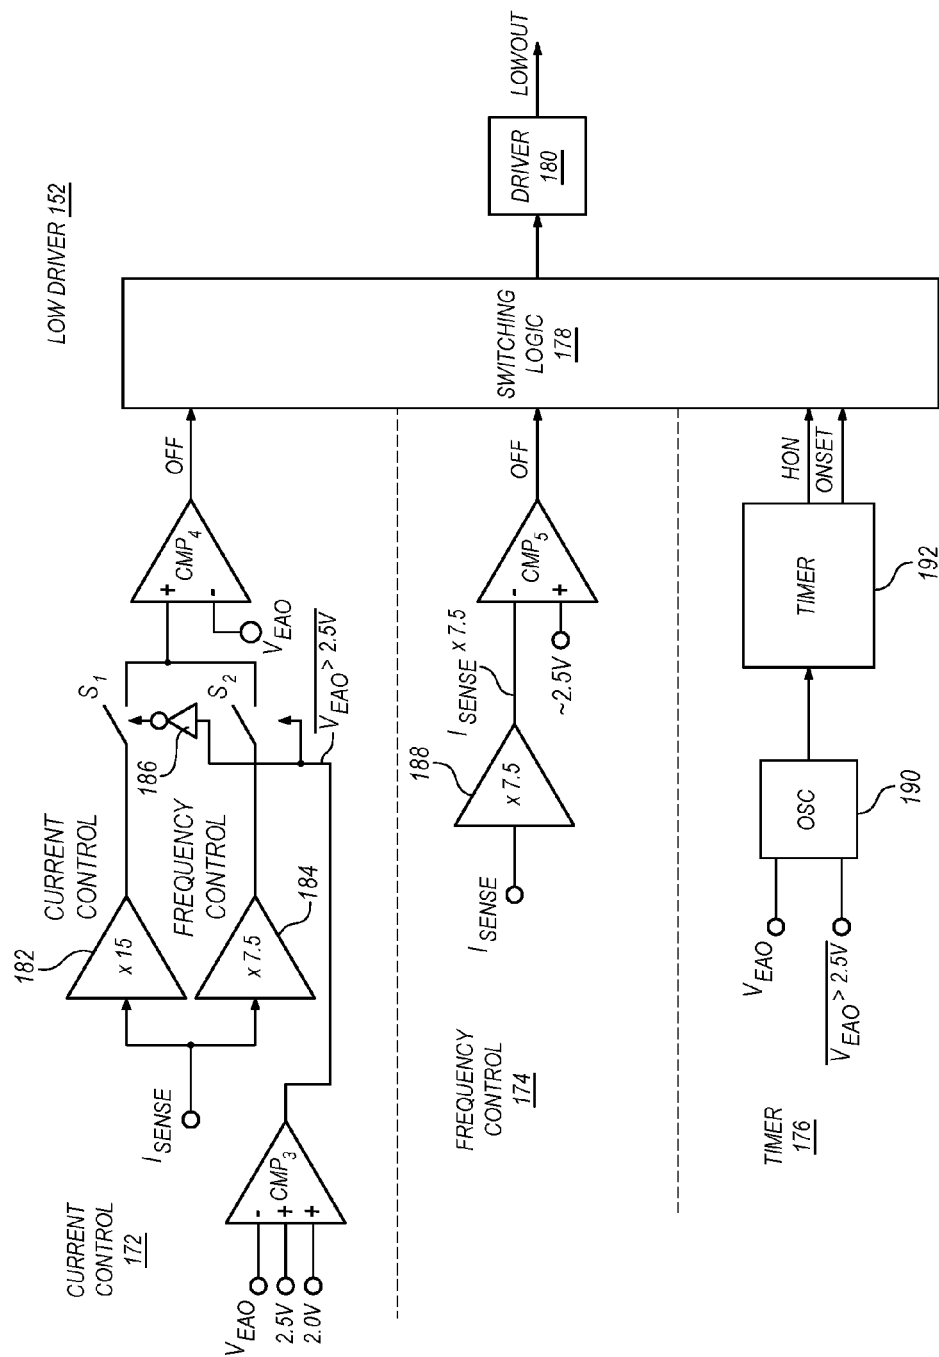 LOW DRIVER 152
CURRENT
CONTROL
172
I SENSE
182
x 15
CURRENT
CONTROL
x 7.5
184
FREQUENCY
CONTROL
S1
186
S2
VEAO
2.5V
2.0V
- + +
CMP3
VEAO > 2.5V
+
-
CMP4
VEAO
OFF
FREQUENCY
CONTROL
174
I SENSE
188
x 7.5
I SENSE x 7.5
~2.5V
-
+
CMP5
OFF
TIMER
176
VEAO
VEAO > 2.5V
OSC
190
TIMER
192
HON
ONSET
SWITCHING
LOGIC
178
DRIVER
180
LOWOUT